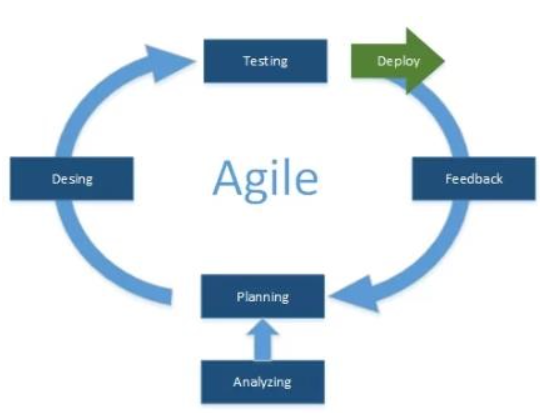 Testing
Deploy
Desing
Agile
Feedback
Planning
Analyzing